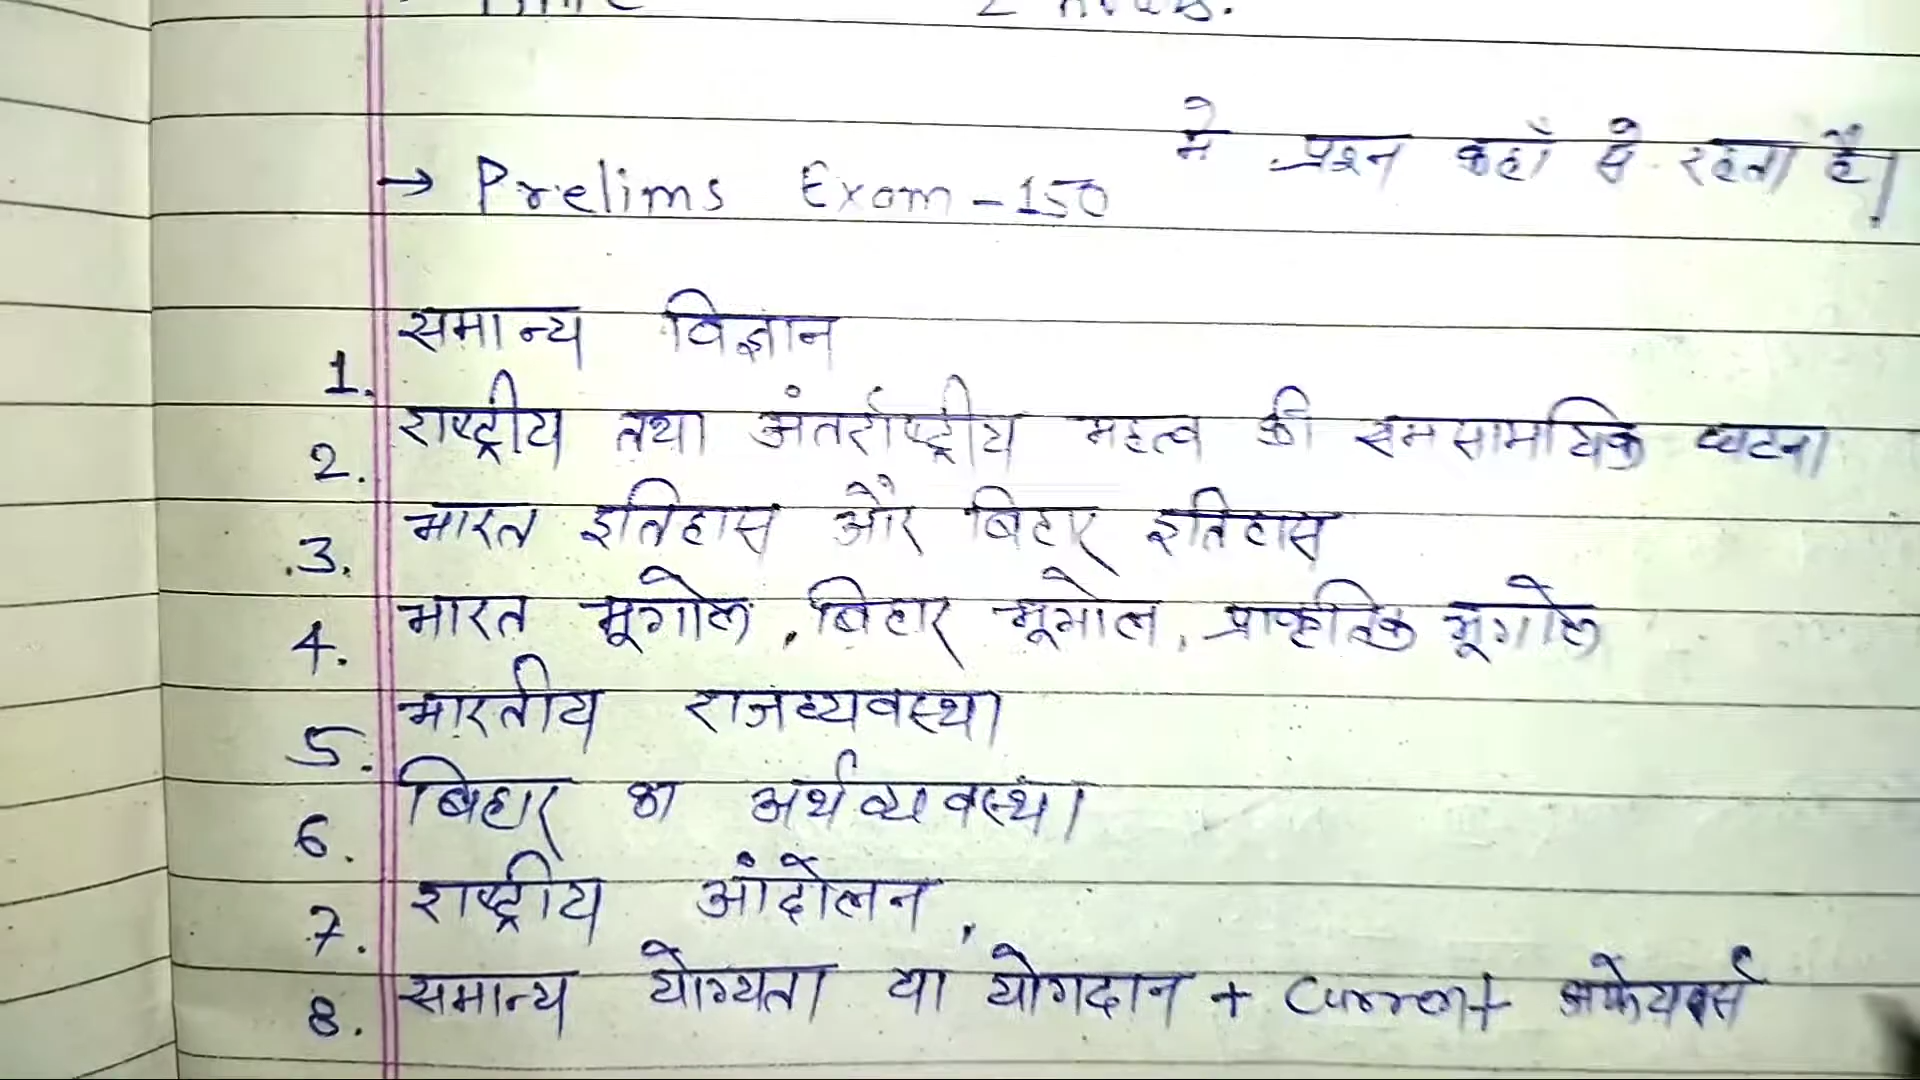 2 Hours.
→ Prelims Exam - 150 में प्रश्न कहाँ से रहता है।
1. समान्य विज्ञान
2. राष्ट्रीय तथा अंतर्राष्ट्रीय महत्व की समसामयिक घटना
3. भारत इतिहास और बिहार इतिहास
4. भारत भूगोल, बिहार भूगोल, प्राकृतिक भूगोल
5. भारतीय राजव्यवस्था
6. बिहार का अर्थव्यवस्था
7. राष्ट्रीय आंदोलन,
8. समान्य योग्यता या योगदान + Current अफेयर्स